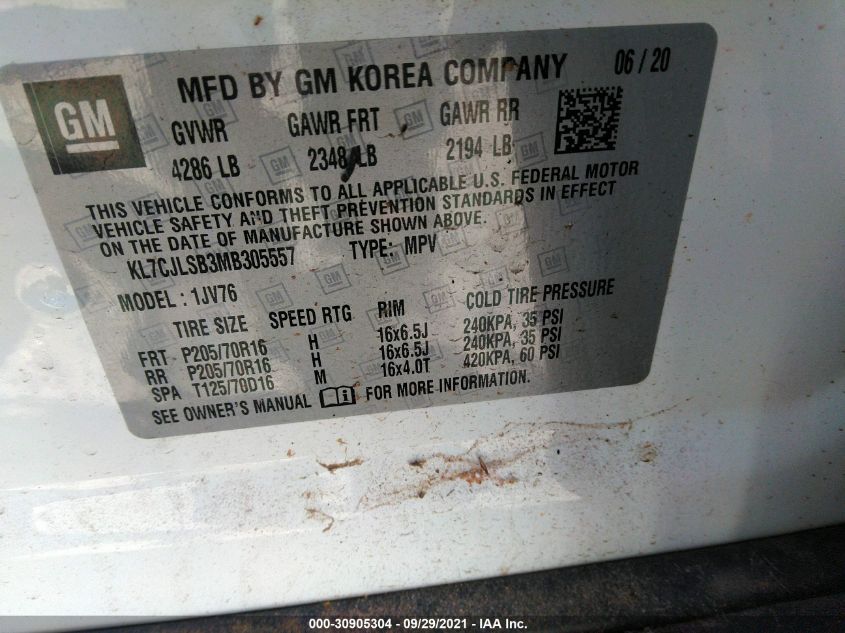 GM
MFD BY GM KOREA COMPANY 06 / 20
GVWR GAWR FRT GAWR RR
4286 LB 2348 LB 2194 LB
THIS VEHICLE CONFORMS TO ALL APPLICABLE U.S. FEDERAL MOTOR
VEHICLE SAFETY AND THEFT PREVENTION STANDARDS IN EFFECT
ON THE DATE OF MANUFACTURE SHOWN ABOVE.
KL7CJLSB3MB305557 TYPE: MPV
MODEL : 1JV76
TIRE SIZE SPEED RTG RIM COLD TIRE PRESSURE
FRT P205/70R16 H 16x6.5J 240KPA, 35 PSI
RR P205/70R16 H 16x6.5J 240KPA, 35 PSI
SPA T125/70D16 M 16x4.0T 420KPA, 60 PSI
SEE OWNER'S MANUAL FOR MORE INFORMATION.
000-30905304 - 09/29/2021 - IAA Inc.